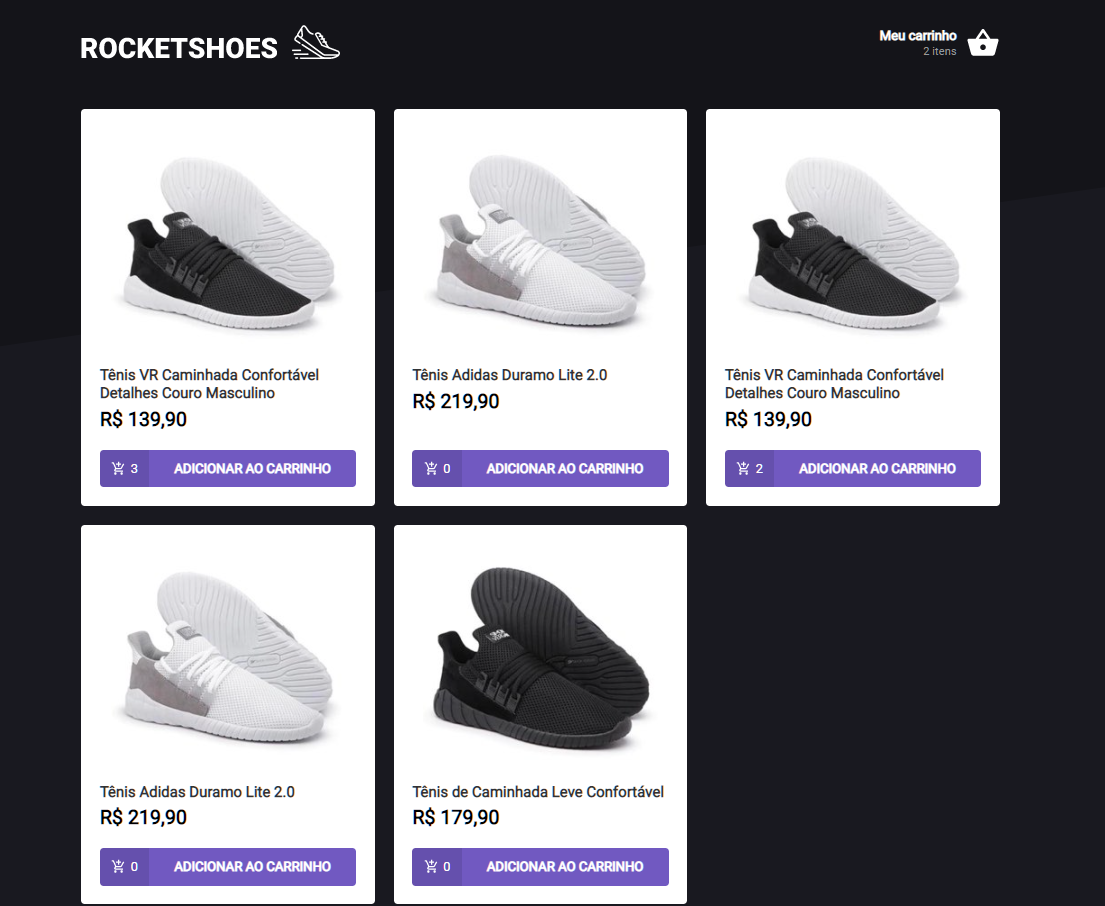 ROCKETSHOES
Meu carrinho
2 itens
Tênis VR Caminhada Confortável
Detalhes Couro Masculino
R$ 139,90
3 ADICIONAR AO CARRINHO
Tênis Adidas Duramo Lite 2.0
R$ 219,90
0 ADICIONAR AO CARRINHO
Tênis VR Caminhada Confortável
Detalhes Couro Masculino
R$ 139,90
2 ADICIONAR AO CARRINHO
Tênis Adidas Duramo Lite 2.0
R$ 219,90
0 ADICIONAR AO CARRINHO
Tênis de Caminhada Leve Confortável
R$ 179,90
0 ADICIONAR AO CARRINHO